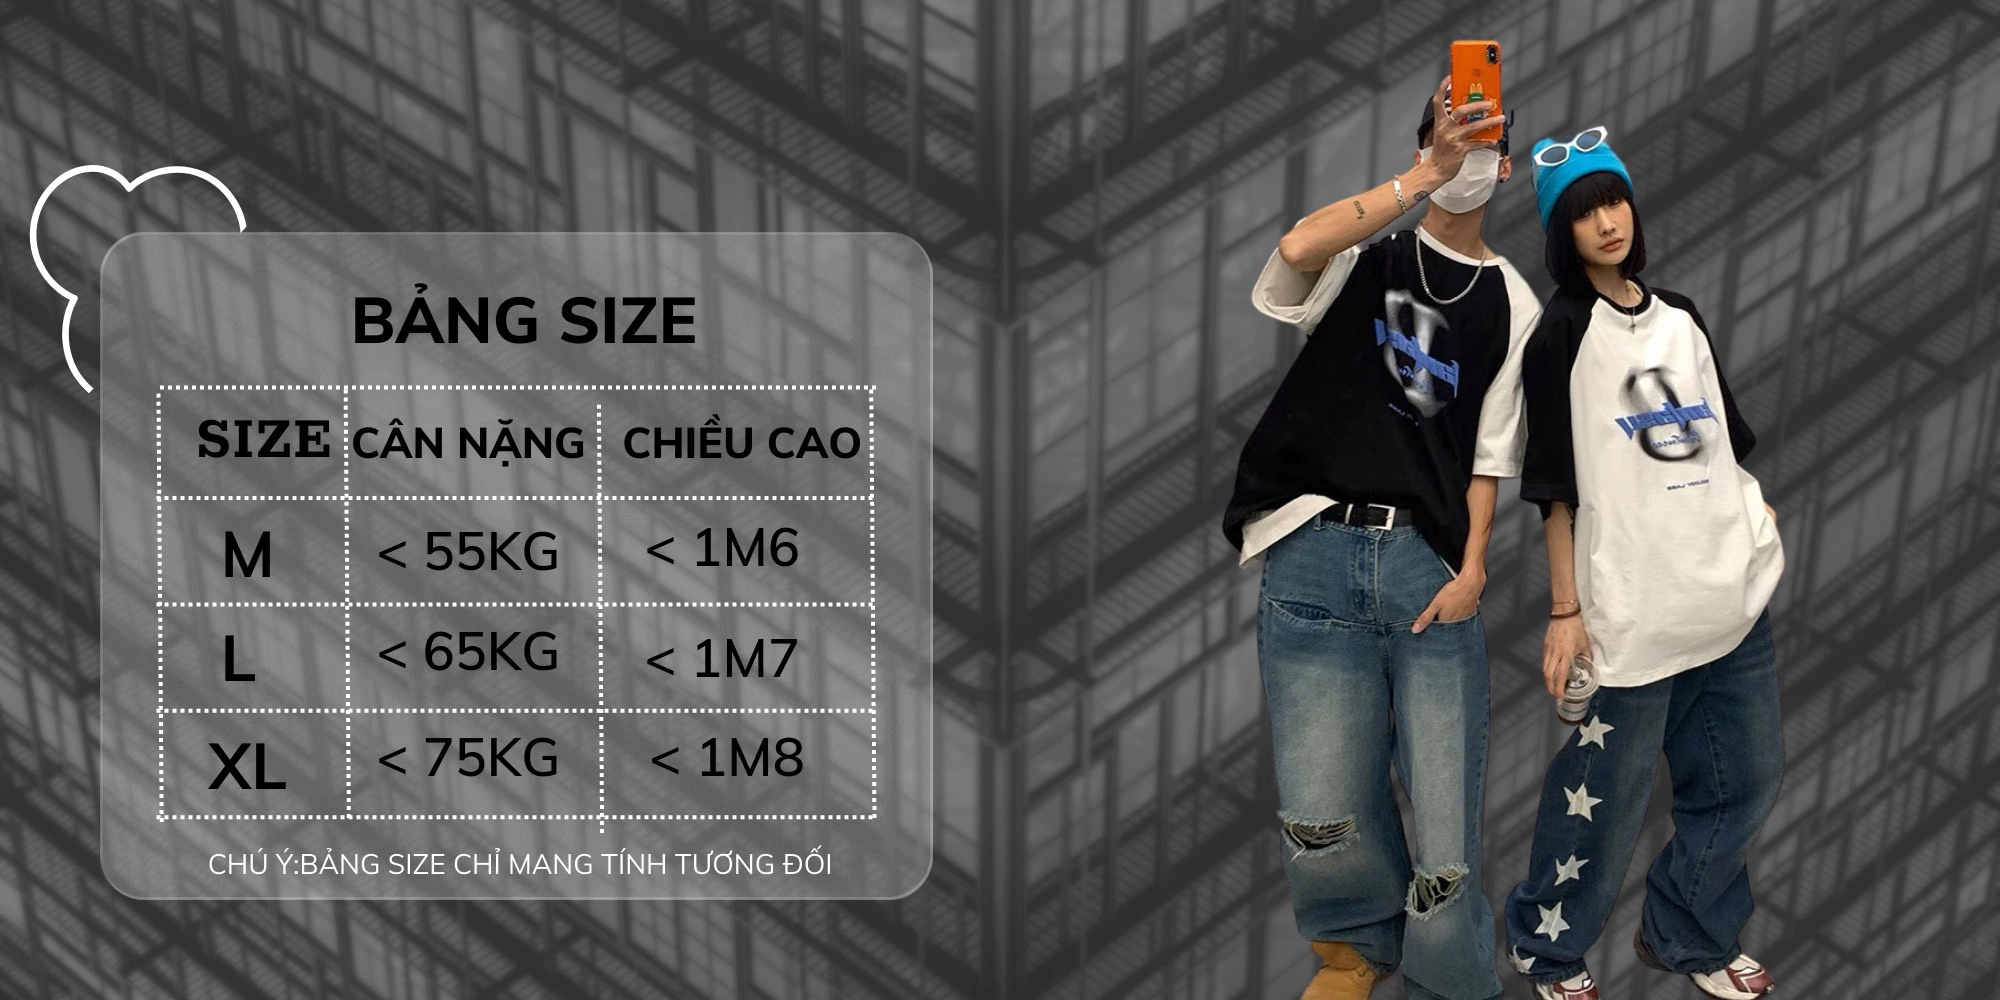 BẢNG SIZE
SIZE CÂN NẶNG CHIỀU CAO
M < 55KG < 1M6
L < 65KG < 1M7
XL < 75KG < 1M8
CHÚ Ý:BẢNG SIZE CHỈ MANG TÍNH TƯƠNG ĐỐI